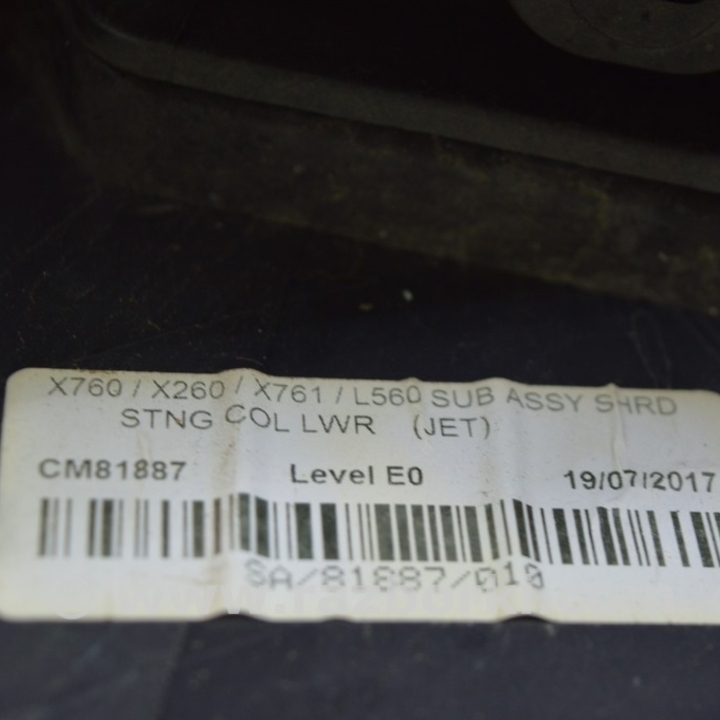 X760 / X260 / X761 / L560 SUB ASSY SHRD
STNG COL LWR (JET)
CM81887 Level E0 19/07/2017
SA/81887/010